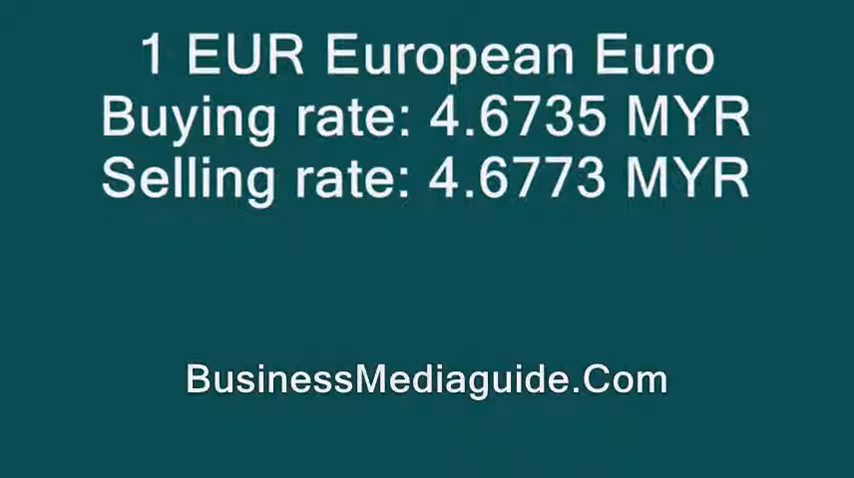 1 EUR European Euro
Buying rate: 4.6735 MYR
Selling rate: 4.6773 MYR
BusinessMediaguide.Com